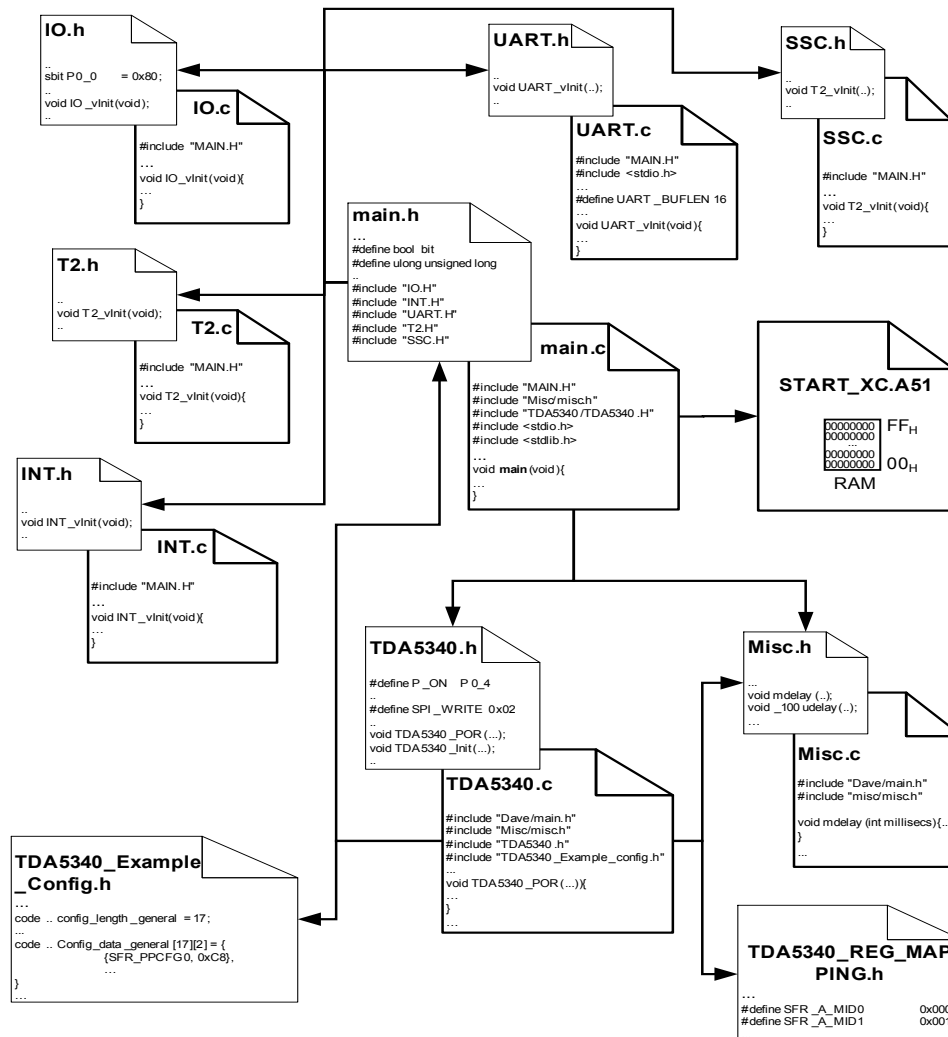 IO.h
..
sbit P0_0 = 0x80;
..
void IO_vInit(void);
..
IO.c
#include "MAIN.H"
...
void IO_vInit(void){
...
}
UART.h
..
void UART_vInit(..);
..
UART.c
#include "MAIN.H"
#include <stdio.h>
...
#define UART_BUFLEN 16
...
void UART_vInit(void){
...
}
SSC.h
..
void T2_vInit(..);
..
SSC.c
#include "MAIN.H"
...
void T2_vInit(void){
...
}
main.h
...
#define bool bit
#define ulong unsigned long
..
#include "IO.H"
#include "INT.H"
#include "UART.H"
#include "T2.H"
#include "SSC.H"
T2.h
..
void T2_vInit(void);
..
T2.c
#include "MAIN.H"
...
void T2_vInit(void){
...
}
main.c
#include "MAIN.H"
#include "Misc/misc.h"
#include "TDA5340/TDA5340.H"
#include <stdio.h>
#include <stdlib.h>
...
void main(void){
...
}
START_XC.A51
00000000 FFH
00000000
...
00000000
00000000 00H
RAM
INT.h
..
void INT_vInit(void);
..
INT.c
#include "MAIN.H"
...
void INT_vInit(void){
...
}
TDA5340.h
#define P_ON P0_4
..
#define SPI_WRITE 0x02
..
void TDA5340_POR(...);
void TDA5340_Init(...);
..
TDA5340.c
#include "Dave/main.h"
#include "Misc/misc.h"
#include "TDA5340.h"
#include "TDA5340_Example_config.h"
...
void TDA5340_POR(...)){
...
}
...
Misc.h
...
void mdelay(..);
void _100udelay(..);
...
Misc.c
#include "Dave/main.h"
#include "misc/misc.h"
void mdelay(int millisecs){..
}
...
TDA5340_Example
_Config.h
...
code .. config_length_general = 17;
...
code .. Config_data_general[17][2] = {
{SFR_PPCFG0, 0xC8},
...
}
...
TDA5340_REG_MAP
PING.h
...
#define SFR_A_MID0 0x000
#define SFR_A_MID1 0x001